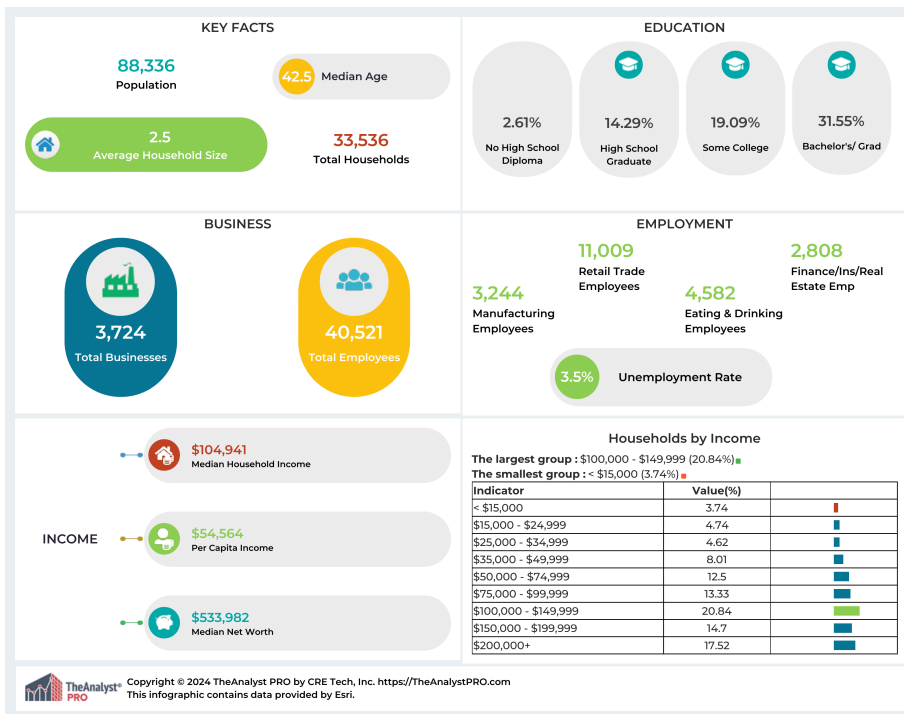 KEY FACTS
88,336
Population
42.5 Median Age
2.5
Average Household Size
33,536
Total Households
EDUCATION
2.61%
No High School
Diploma
14.29%
High School
Graduate
19.09%
Some College
31.55%
Bachelor's/ Grad
BUSINESS
3,724
Total Businesses
40,521
Total Employees
EMPLOYMENT
3,244
Manufacturing
Employees
11,009
Retail Trade
Employees
4,582
Eating & Drinking
Employees
2,808
Finance/Ins/Real
Estate Emp
3.5% Unemployment Rate
INCOME
$104,941
Median Household Income
$54,564
Per Capita Income
$533,982
Median Net Worth
Households by Income
The largest group : $100,000 - $149,999 (20.84%)
The smallest group : < $15,000 (3.74%)
Indicator Value(%)
< $15,000 3.74
$15,000 - $24,999 4.74
$25,000 - $34,999 4.62
$35,000 - $49,999 8.01
$50,000 - $74,999 12.5
$75,000 - $99,999 13.33
$100,000 - $149,999 20.84
$150,000 - $199,999 14.7
$200,000+ 17.52
TheAnalyst®
PRO
Copyright © 2024 TheAnalyst PRO by CRE Tech, Inc. https://TheAnalystPRO.com
This infographic contains data provided by Esri.